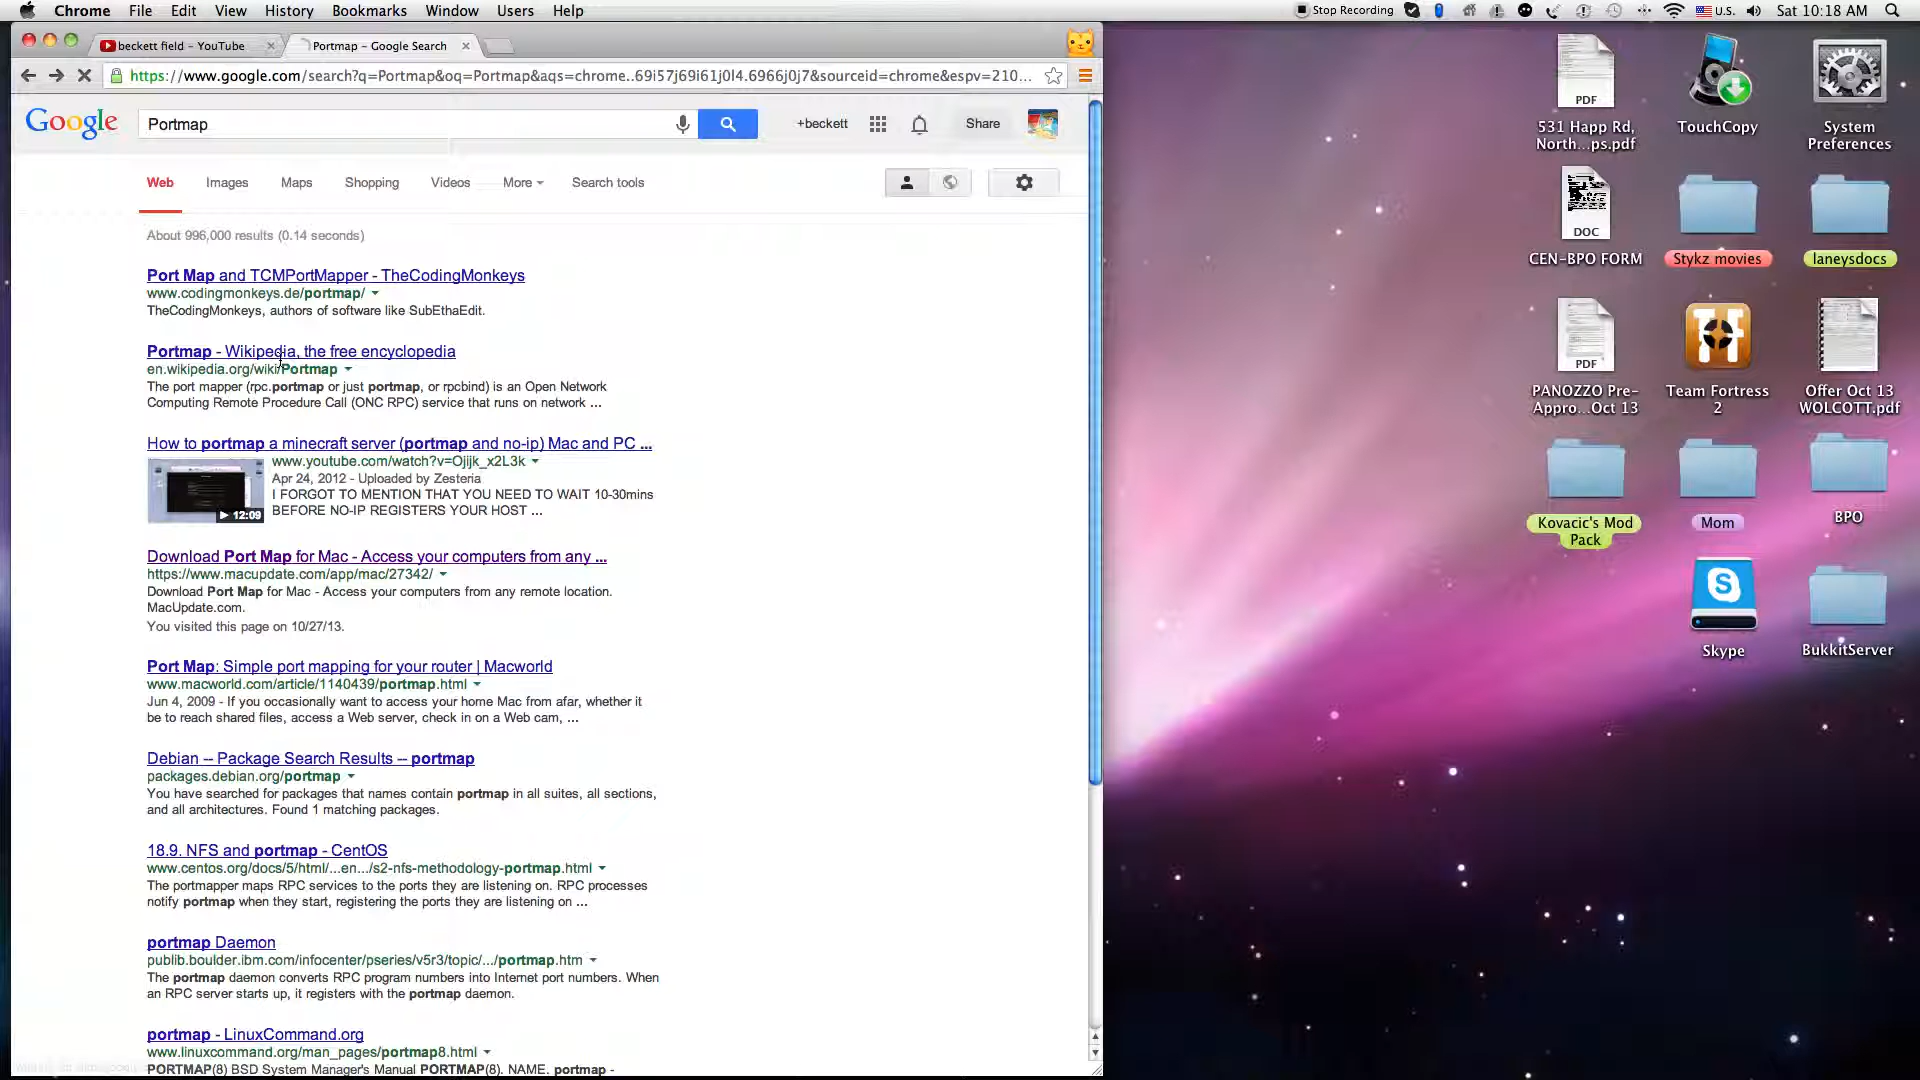 Chrome File Edit View History Bookmarks Window Users Help
Stop Recording
U.S.
Sat 10:18 AM
beckett field - YouTube
Portmap - Google Search
https://www.google.com/search?q=Portmap&oq=Portmap&aqs=chrome..69i57j69i61j0l4.6966j0j7&sourceid=chrome&espv=210...
Google
Portmap
+beckett
Share
Web Images Maps Shopping Videos More Search tools
About 996,000 results (0.14 seconds)
Port Map and TCMPortMapper - TheCodingMonkeys
www.codingmonkeys.de/portmap/
TheCodingMonkeys, authors of software like SubEthaEdit.
Portmap - Wikipedia, the free encyclopedia
en.wikipedia.org/wiki/Portmap
The port mapper (rpc.portmap or just portmap, or rpcbind) is an Open Network
Computing Remote Procedure Call (ONC RPC) service that runs on network ...
How to portmap a minecraft server (portmap and no-ip) Mac and PC ...
www.youtube.com/watch?v=Ojijk_x2L3k
Apr 24, 2012 - Uploaded by Zesteria
I FORGOT TO MENTION THAT YOU NEED TO WAIT 10-30mins
BEFORE NO-IP REGISTERS YOUR HOST ...
12:09
Download Port Map for Mac - Access your computers from any ...
https://www.macupdate.com/app/mac/27342/
Download Port Map for Mac - Access your computers from any remote location.
MacUpdate.com.
You visited this page on 10/27/13.
Port Map: Simple port mapping for your router | Macworld
www.macworld.com/article/1140439/portmap.html
Jun 4, 2009 - If you occasionally want to access your home Mac from afar, whether it
be to reach shared files, access a Web server, check in on a Web cam, ...
Debian -- Package Search Results -- portmap
packages.debian.org/portmap
You have searched for packages that names contain portmap in all suites, all sections,
and all architectures. Found 1 matching packages.
18.9. NFS and portmap - CentOS
www.centos.org/docs/5/html/...en.../s2-nfs-methodology-portmap.html
The portmapper maps RPC services to the ports they are listening on. RPC processes
notify portmap when they start, registering the ports they are listening on ...
portmap Daemon
publib.boulder.ibm.com/infocenter/pseries/v5r3/topic/.../portmap.htm
The portmap daemon converts RPC program numbers into Internet port numbers. When
an RPC server starts up, it registers with the portmap daemon.
portmap - LinuxCommand.org
www.linuxcommand.org/man_pages/portmap8.html
PORTMAP(8) BSD System Manager's Manual PORTMAP(8). NAME. portmap -
PDF
531 Happ Rd,
North...ps.pdf
TouchCopy
System
Preferences
DOC
CEN-BPO FORM
Stykz movies
laneysdocs
PDF
PANOZZO Pre-
Appro...Oct 13
Team Fortress
2
Offer Oct 13
WOLCOTT.pdf
Kovacic's Mod
Pack
Mom
BPO
Skype
BukkitServer